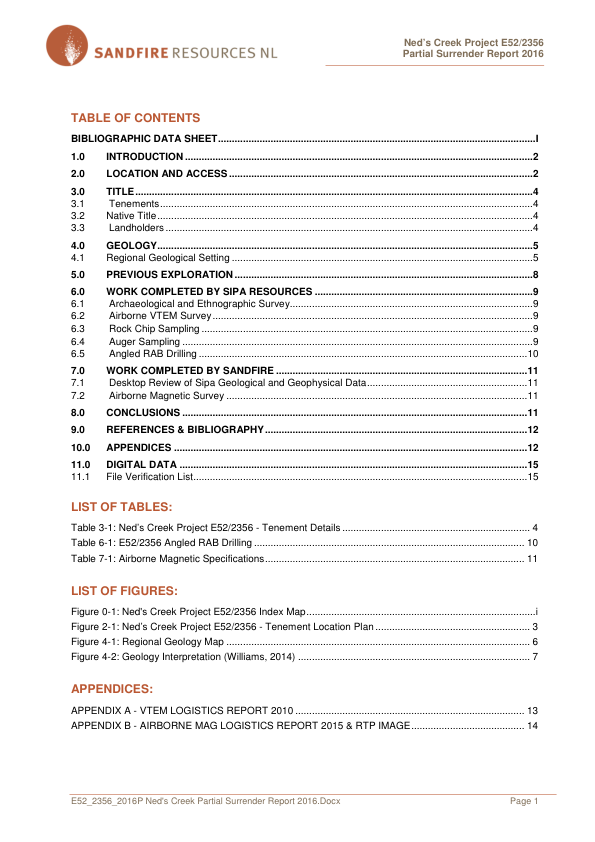 SANDFIRE RESOURCES NL
Ned's Creek Project E52/2356
Partial Surrender Report 2016
TABLE OF CONTENTS
BIBLIOGRAPHIC DATA SHEET....................I
1.0 INTRODUCTION....................2
2.0 LOCATION AND ACCESS....................2
3.0 TITLE....................4
3.1 Tenements....................4
3.2 Native Title....................4
3.3 Landholders....................4
4.0 GEOLOGY....................5
4.1 Regional Geological Setting....................5
5.0 PREVIOUS EXPLORATION....................8
6.0 WORK COMPLETED BY SIPA RESOURCES....................9
6.1 Archaeological and Ethnographic Survey....................9
6.2 Airborne VTEM Survey....................9
6.3 Rock Chip Sampling....................9
6.4 Auger Sampling....................9
6.5 Angled RAB Drilling....................10
7.0 WORK COMPLETED BY SANDFIRE....................11
7.1 Desktop Review of Sipa Geological and Geophysical Data....................11
7.2 Airborne Magnetic Survey....................11
8.0 CONCLUSIONS....................11
9.0 REFERENCES & BIBLIOGRAPHY....................12
10.0 APPENDICES....................12
11.0 DIGITAL DATA....................15
11.1 File Verification List....................15
LIST OF TABLES:
Table 3-1: Ned's Creek Project E52/2356 - Tenement Details....................4
Table 6-1: E52/2356 Angled RAB Drilling....................10
Table 7-1: Airborne Magnetic Specifications....................11
LIST OF FIGURES:
Figure 0-1: Ned's Creek Project E52/2356 Index Map....................i
Figure 2-1: Ned's Creek Project E52/2356 - Tenement Location Plan....................3
Figure 4-1: Regional Geology Map....................6
Figure 4-2: Geology Interpretation (Williams, 2014)....................7
APPENDICES:
APPENDIX A - VTEM LOGISTICS REPORT 2010....................13
APPENDIX B - AIRBORNE MAG LOGISTICS REPORT 2015 & RTP IMAGE....................14
E52_2356_2016P Ned's Creek Partial Surrender Report 2016.Docx
Page 1